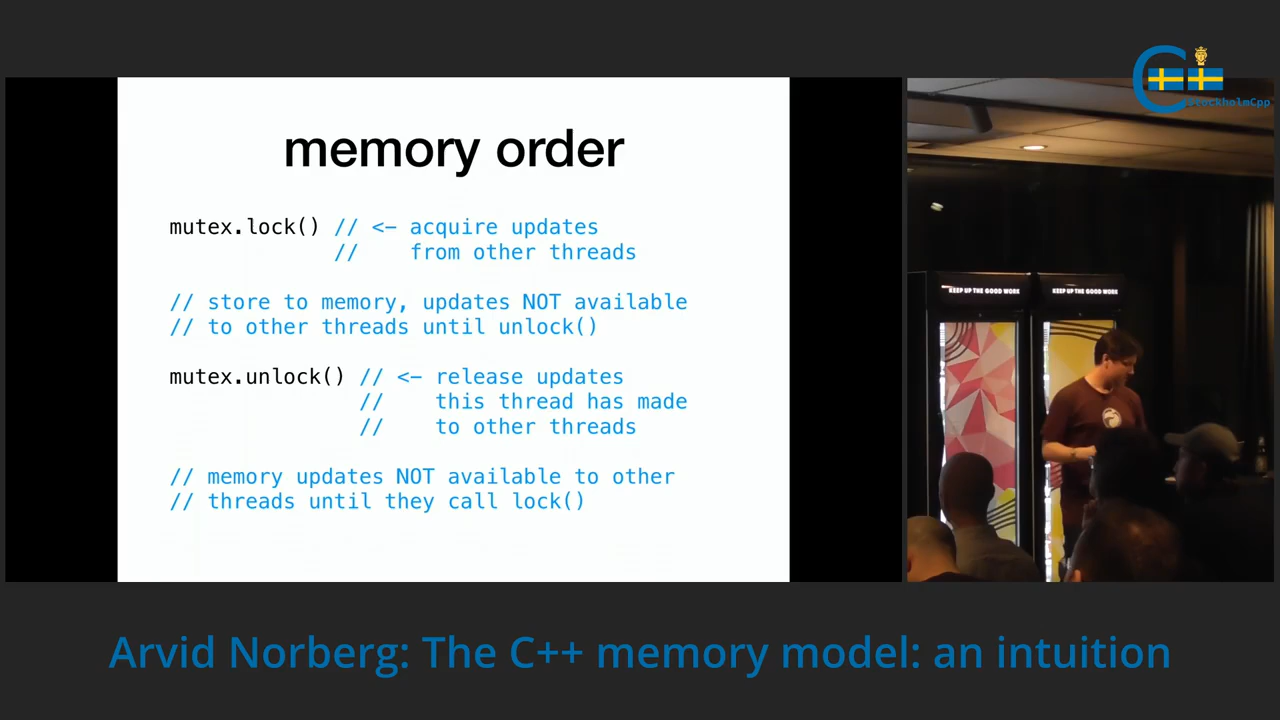 StockholmCpp
memory order
mutex.lock() // <- acquire updates
//    from other threads
// store to memory, updates NOT available
// to other threads until unlock()
mutex.unlock() // <- release updates
//    this thread has made
//    to other threads
// memory updates NOT available to other
// threads until they call lock()
KEEP UP THE GOOD WORK
KEEP UP THE GOOD WORK
Arvid Norberg: The C++ memory model: an intuition